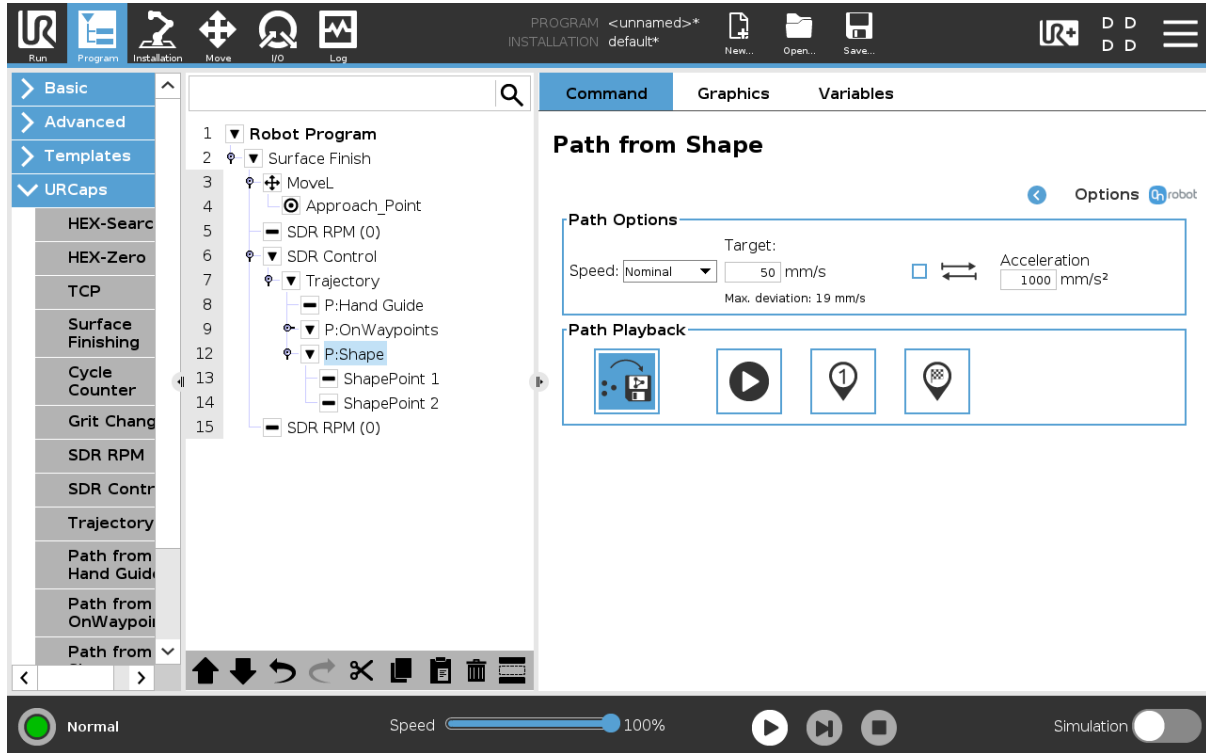 PROGRAM <unnamed>*
INSTALLATION default*
New... Open... Save...
UR UR+ D D
D D
Run Program Installation Move I/O Log
Basic
Advanced
Templates
URCaps
HEX-Searc
HEX-Zero
TCP
Surface
Finishing
Cycle
Counter
Grit Chang
SDR RPM
SDR Contr
Trajectory
Path from
Hand Guid
Path from
OnWaypoi
Path from
1 Robot Program
2 Surface Finish
3 MoveL
4 Approach_Point
5 SDR RPM (0)
6 SDR Control
7 Trajectory
8 P:Hand Guide
9 P:OnWaypoints
12 P:Shape
13 ShapePoint 1
14 ShapePoint 2
15 SDR RPM (0)
Command Graphics Variables
Path from Shape
Options On robot
Path Options
Target:
Speed: Nominal 50 mm/s
Max. deviation: 19 mm/s
Acceleration
1000 mm/s²
Path Playback
1
Normal
Speed 100%
Simulation